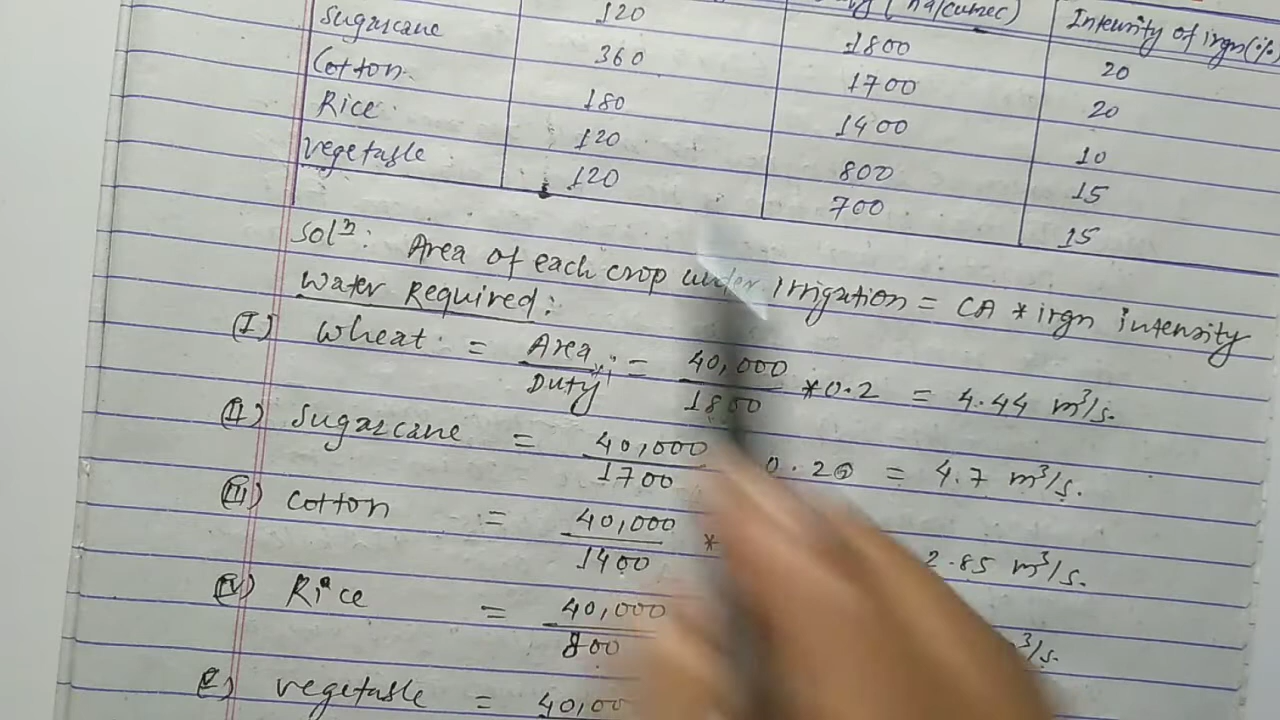 (ha/cumec) Intensity of irgn(%)
Sugarcane 120 1800 20
Cotton 360 1700 20
Rice 180 1400 10
vegetable 120 800 15
120 700 15
Solⁿ: Area of each crop under irrigation = CA * irgn intensity
Water Required:
(I) Wheat = Area / Duty = 40,000 / 1800 * 0.2 = 4.44 m³/s.
(II) Sugarcane = 40,000 / 1700 0.20 = 4.7 m³/s.
(III) Cotton = 40,000 / 1400 * 2.85 m³/s.
(IV) Rice = 40,000 / 800 m³/s.
vegetable = 40,00